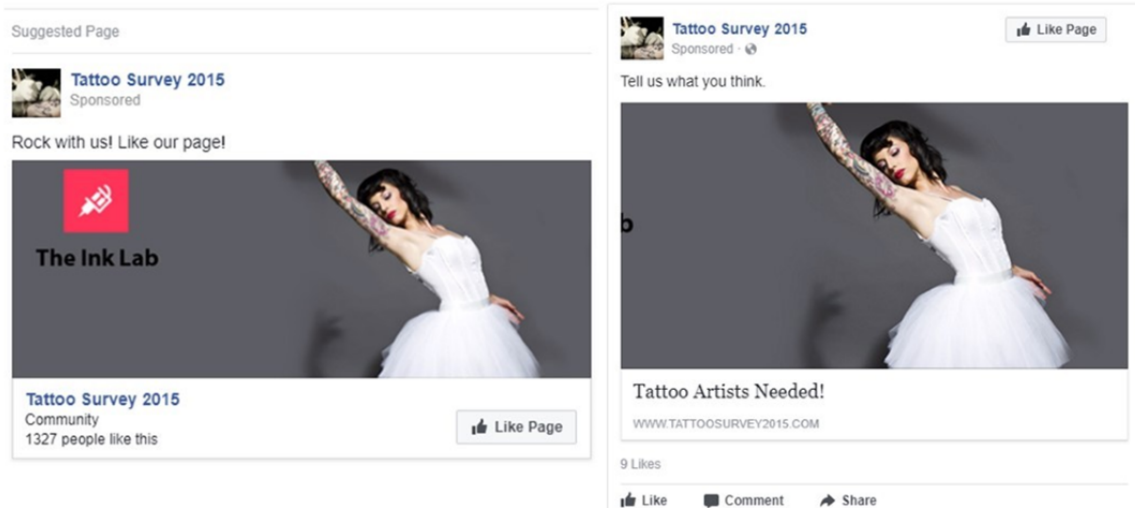 Suggested Page
Tattoo Survey 2015
Sponsored
Rock with us! Like our page!
The Ink Lab
Tattoo Survey 2015
Community
1327 people like this
Like Page
Tattoo Survey 2015
Sponsored ·
Like Page
Tell us what you think.
b
Tattoo Artists Needed!
WWW.TATTOOSURVEY2015.COM
9 Likes
Like Comment Share